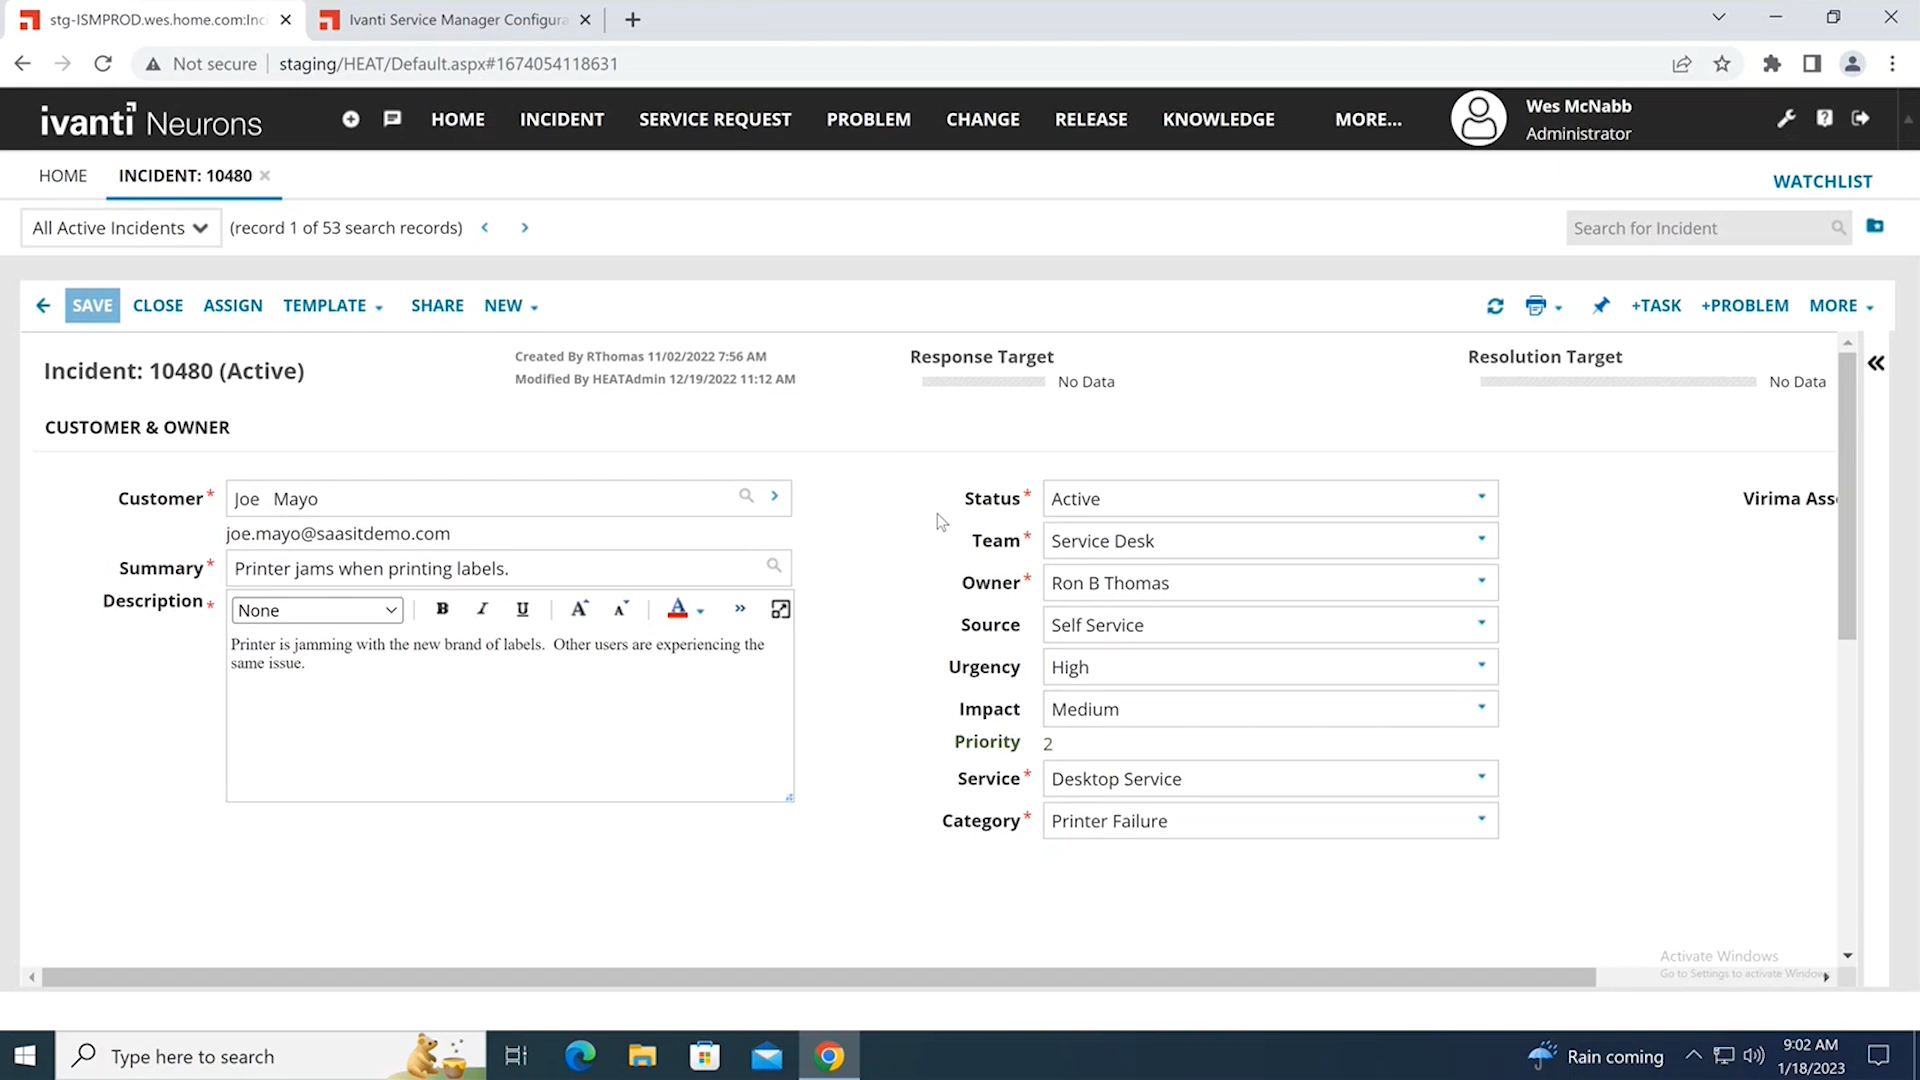 stg-ISMPROD.wes.home.com:Inci
Ivanti Service Manager Configura
Not secure
staging/HEAT/Default.aspx#1674054118631
ivanti Neurons
HOME
INCIDENT
SERVICE REQUEST
PROBLEM
CHANGE
RELEASE
KNOWLEDGE
MORE...
Wes McNabb
Administrator
HOME
INCIDENT: 10480
WATCHLIST
All Active Incidents
(record 1 of 53 search records)
Search for Incident
SAVE
CLOSE
ASSIGN
TEMPLATE
SHARE
NEW
+TASK
+PROBLEM
MORE
Incident: 10480 (Active)
Created By RThomas 11/02/2022 7:56 AM
Modified By HEATAdmin 12/19/2022 11:12 AM
Response Target
No Data
Resolution Target
No Data
CUSTOMER & OWNER
Customer*
Joe Mayo
joe.mayo@saasitdemo.com
Summary*
Printer jams when printing labels.
Description*
None
B I U A A A
Printer is jamming with the new brand of labels. Other users are experiencing the
same issue.
Status*
Active
Team*
Service Desk
Owner*
Ron B Thomas
Source
Self Service
Urgency
High
Impact
Medium
Priority
2
Service*
Desktop Service
Category*
Printer Failure
Virima Ass
Activate Windows
Go to Settings to activate Windows
Type here to search
Rain coming
9:02 AM
1/18/2023